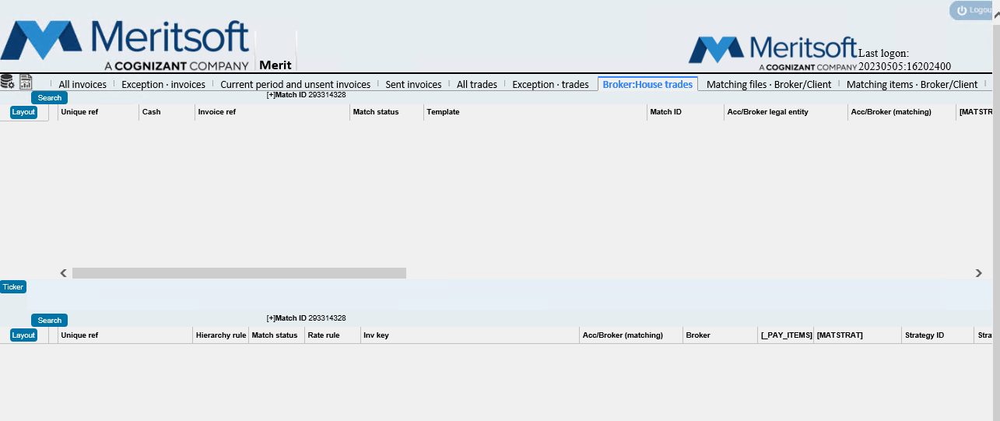 Logou
Meritsoft
A COGNIZANT COMPANY
Merit
Meritsoft
A COGNIZANT COMPANY
Last logon:
20230505:16202400
All invoices Exception · invoices Current period and unsent invoices Sent invoices All trades Exception · trades Broker:House trades Matching files · Broker/Client Matching items · Broker/Client
Search [+]Match ID 293314328
Layout Unique ref Cash Invoice ref Match status Template Match ID Acc/Broker legal entity Acc/Broker (matching) [MATSTR
Ticker
Search [+]Match ID 293314328
Layout Unique ref Hierarchy rule Match status Rate rule Inv key Acc/Broker (matching) Broker [_PAY_ITEMS] [MATSTRAT] Strategy ID Stra